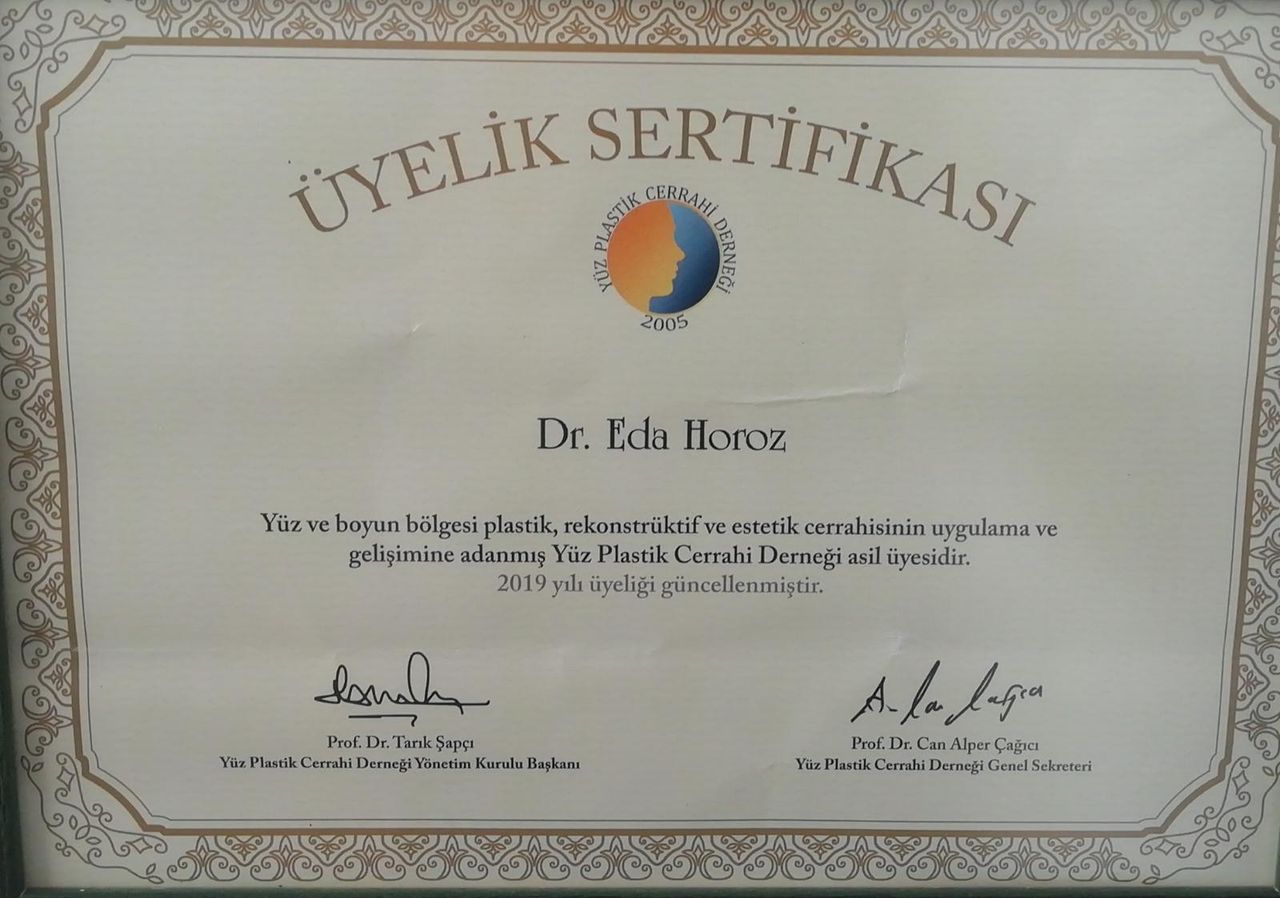 ÜYELİK SERTİFİKASI
YÜZ PLASTİK CERRAHİ DERNEĞİ
2005
Dr. Eda Horoz
Yüz ve boyun bölgesi plastik, rekonstrüktif ve estetik cerrahisinin uygulama ve
gelişimine adanmış Yüz Plastik Cerrahi Derneği asil üyesidir.
2019 yılı üyeliği güncellenmiştir.
Prof. Dr. Tarık Şapçı
Yüz Plastik Cerrahi Derneği Yönetim Kurulu Başkanı
Prof. Dr. Can Alper Çağıcı
Yüz Plastik Cerrahi Derneği Genel Sekreteri